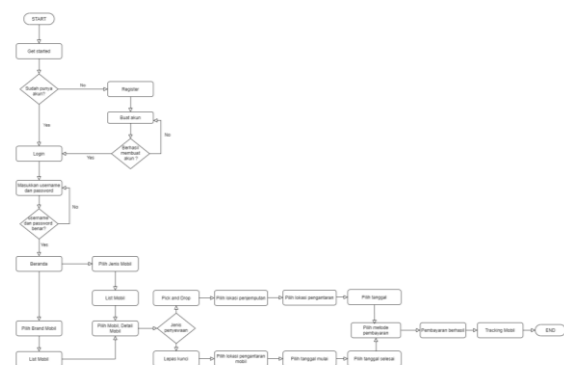 START
Get started
Sudah punya
akun?
No
Register
Buat akun
No
Yes
Berhasil
membuat
akun ?
Yes
Login
Masukkan username
dan password
No
username
dan password
benar?
Yes
Beranda
Pilih Jenis Mobil
List Mobil
Pick and Drop
Pilih lokasi penjemputan
Pilih lokasi pengantaran
Pilih tanggal
Pilih Brand Mobil
Pilih Mobil, Detail
Mobil
Jenis
penyewaan
Pilih metode
pembayaran
Pembayaran berhasil
Tracking Mobil
END
List Mobil
Lepas kunci
Pilih lokasi pengantaran
mobil
Pilih tanggal mulai
Pilih tanggal selesai